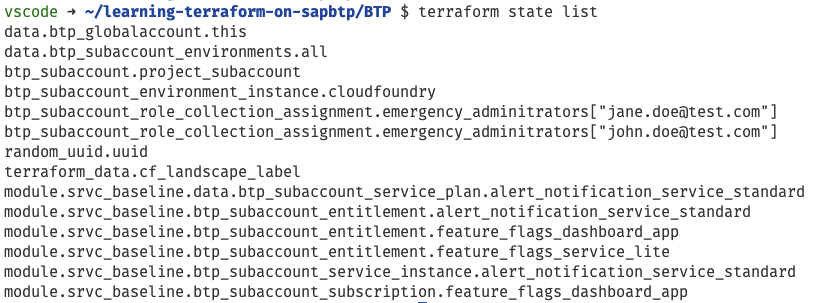 vscode → ~/learning-terraform-on-sapbtp/BTP $ terraform state list
data.btp_globalaccount.this
data.btp_subaccount_environments.all
btp_subaccount.project_subaccount
btp_subaccount_environment_instance.cloudfoundry
btp_subaccount_role_collection_assignment.emergency_adminitrators["jane.doe@test.com"]
btp_subaccount_role_collection_assignment.emergency_adminitrators["john.doe@test.com"]
random_uuid.uuid
terraform_data.cf_landscape_label
module.srvc_baseline.data.btp_subaccount_service_plan.alert_notification_service_standard
module.srvc_baseline.btp_subaccount_entitlement.alert_notification_service_standard
module.srvc_baseline.btp_subaccount_entitlement.feature_flags_dashboard_app
module.srvc_baseline.btp_subaccount_entitlement.feature_flags_service_lite
module.srvc_baseline.btp_subaccount_service_instance.alert_notification_service_standard
module.srvc_baseline.btp_subaccount_subscription.feature_flags_dashboard_app